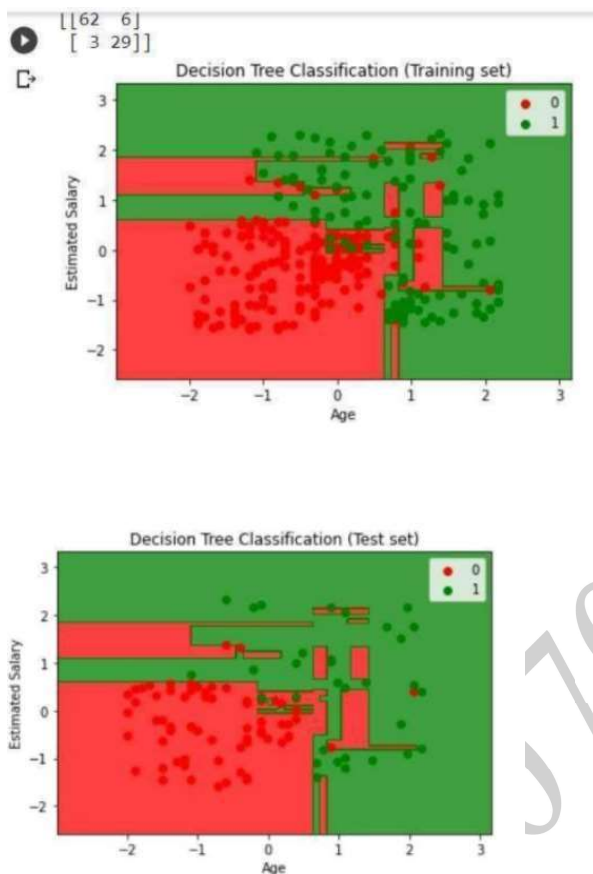 [[62 6]
[ 3 29]]
Decision Tree Classification (Training set)
0
1
3
2
1
0
−1
−2
Estimated Salary
−2 −1 0 1 2 3
Age
Decision Tree Classification (Test set)
0
1
3
2
1
0
−1
−2
Estimated Salary
−2 −1 0 1 2 3
Age